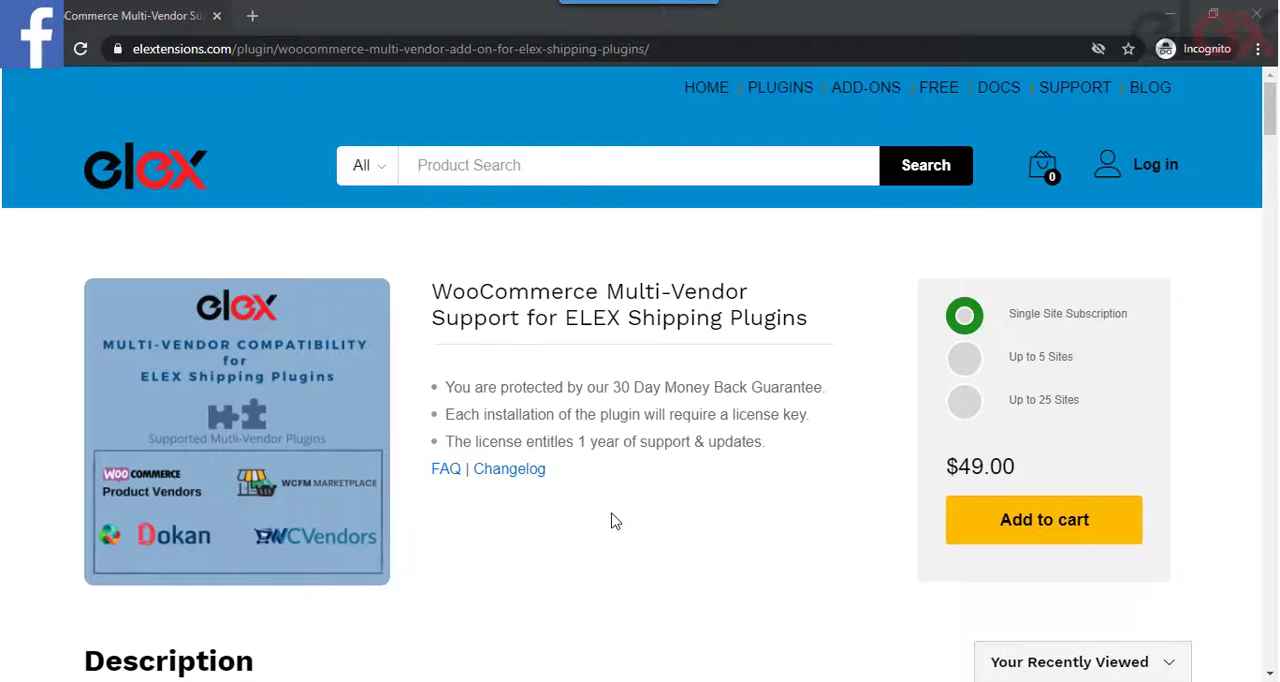 Commerce Multi-Vendor Su
elextensions.com/plugin/woocommerce-multi-vendor-add-on-for-elex-shipping-plugins/
Incognito
elex
HOME | PLUGINS | ADD-ONS | FREE | DOCS | SUPPORT | BLOG
elex
All
Product Search
Search
0
Log in
elex
MULTI-VENDOR COMPATIBILITY
for
ELEX Shipping Plugins
Supported Mutli-Vendor Plugins
WOO COMMERCE
Product Vendors
WCFM MARKETPLACE
Dokan
WCVendors
WooCommerce Multi-Vendor
Support for ELEX Shipping Plugins
You are protected by our 30 Day Money Back Guarantee.
Each installation of the plugin will require a license key.
The license entitles 1 year of support & updates.
FAQ | Changelog
Single Site Subscription
Up to 5 Sites
Up to 25 Sites
$49.00
Add to cart
Description
Your Recently Viewed